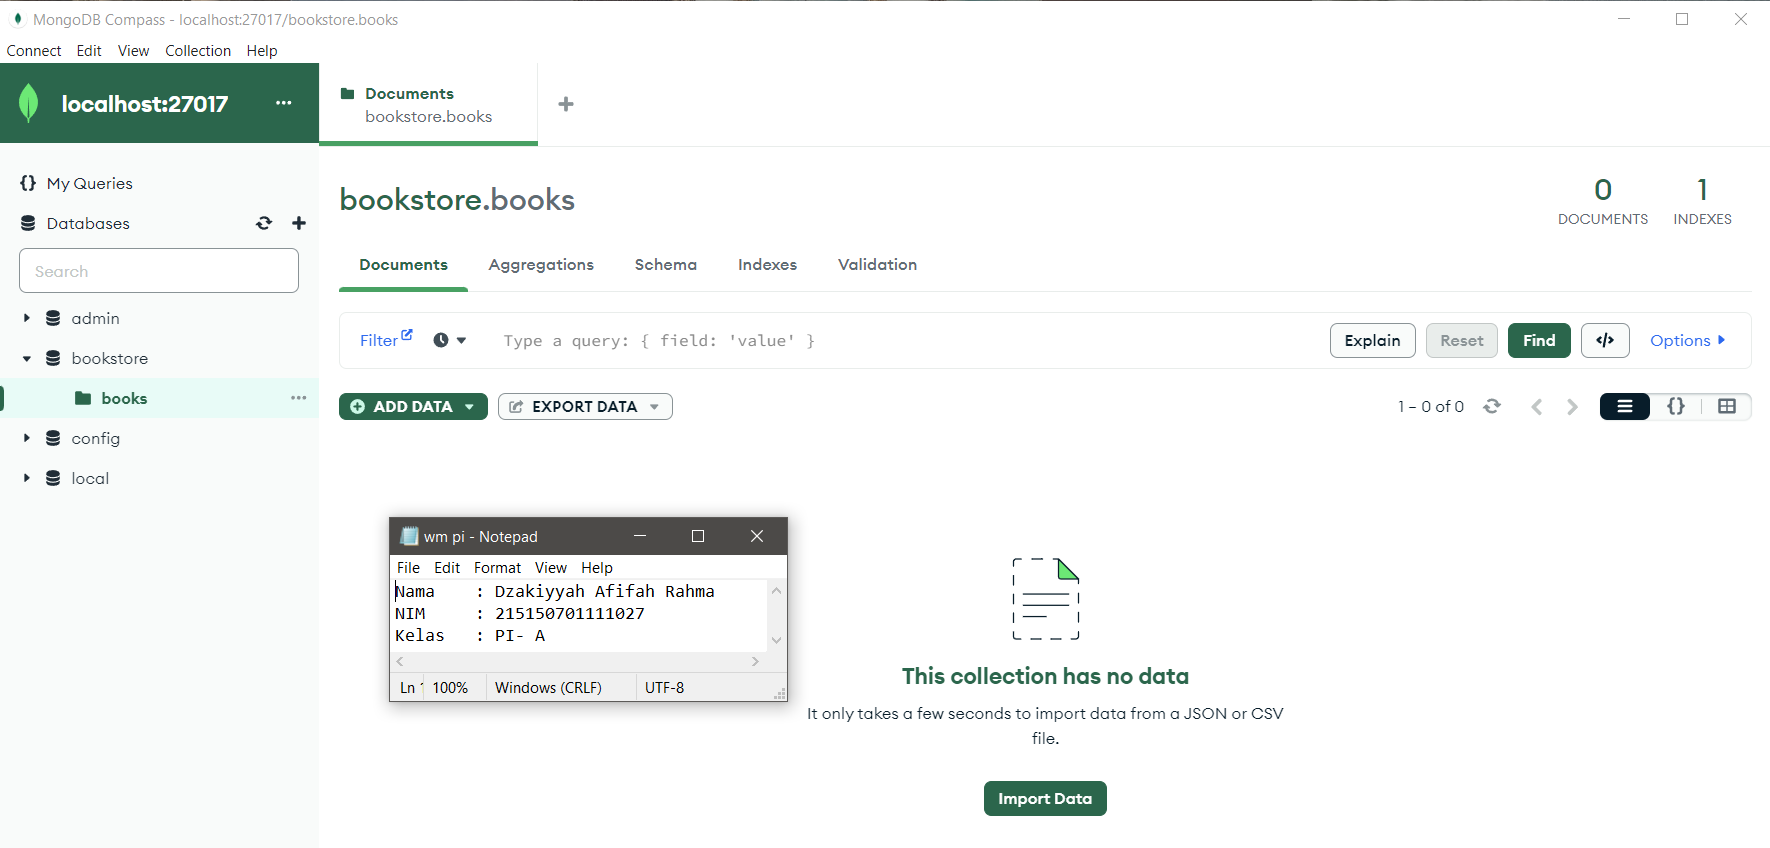 MongoDB Compass - localhost:27017/bookstore.books
Connect Edit View Collection Help
localhost:27017 ...
Documents
bookstore.books
My Queries
Databases
Search
admin
bookstore
books
config
local
bookstore.books
0
DOCUMENTS
1
INDEXES
Documents Aggregations Schema Indexes Validation
Filter Type a query: { field: 'value' } Explain Reset Find </> Options
ADD DATA EXPORT DATA 1 – 0 of 0 {}
wm pi - Notepad
File Edit Format View Help
Nama : Dzakiyyah Afifah Rahma
NIM : 215150701111027
Kelas : PI- A
Ln 100% Windows (CRLF) UTF-8
This collection has no data
It only takes a few seconds to import data from a JSON or CSV
file.
Import Data